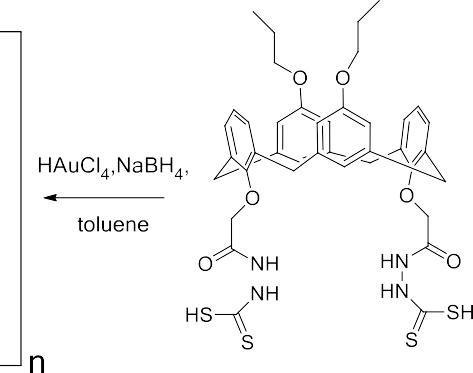 O O
HAuCl4,NaBH4,
toluene
O O
O NH HN O
NH HN
HS SH
S S
n